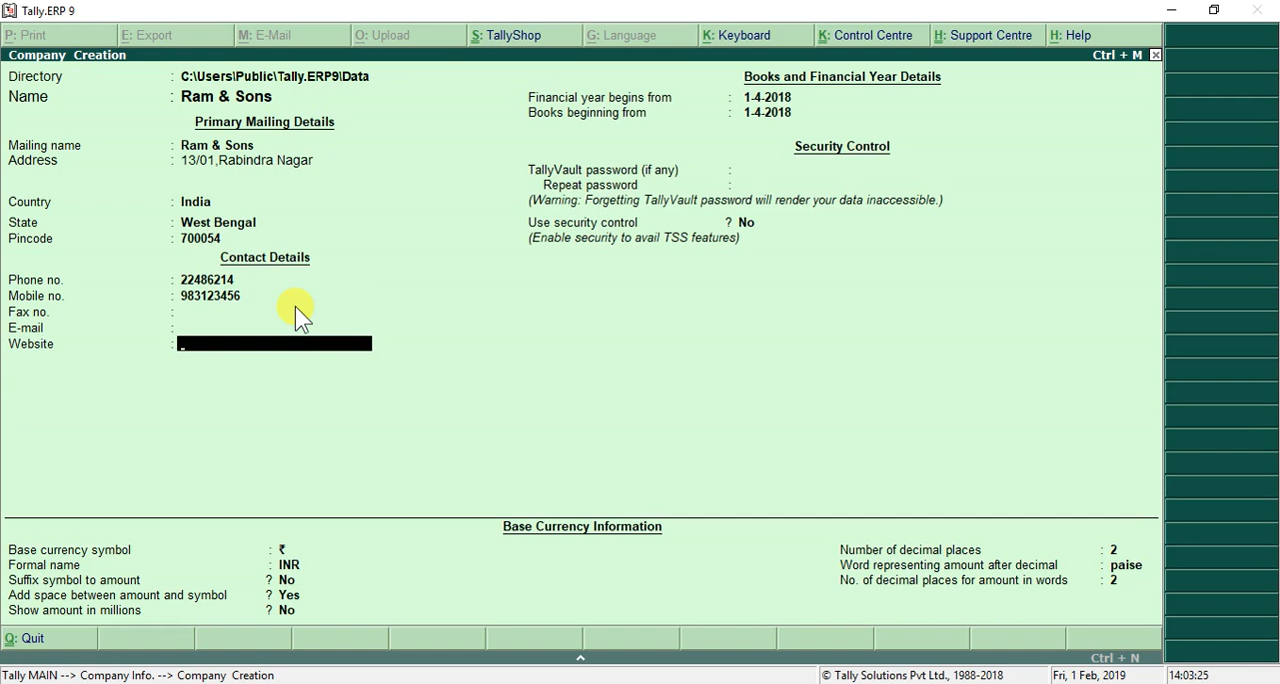 Tally.ERP 9
P: Print E: Export M: E-Mail O: Upload S: TallyShop G: Language K: Keyboard K: Control Centre H: Support Centre H: Help
Company Creation Ctrl + M
Directory : C:\Users\Public\Tally.ERP9\Data
Name : Ram & Sons
Primary Mailing Details
Mailing name : Ram & Sons
Address : 13/01,Rabindra Nagar
Country : India
State : West Bengal
Pincode : 700054
Contact Details
Phone no. : 22486214
Mobile no. : 983123456
Fax no. :
E-mail :
Website :
Books and Financial Year Details
Financial year begins from : 1-4-2018
Books beginning from : 1-4-2018
Security Control
TallyVault password (if any) :
Repeat password :
(Warning: Forgetting TallyVault password will render your data inaccessible.)
Use security control ? No
(Enable security to avail TSS features)
Base Currency Information
Base currency symbol : ₹
Formal name : INR
Suffix symbol to amount ? No
Add space between amount and symbol ? Yes
Show amount in millions ? No
Number of decimal places : 2
Word representing amount after decimal : paise
No. of decimal places for amount in words : 2
Q: Quit
Ctrl + N
Tally MAIN --> Company Info. --> Company Creation © Tally Solutions Pvt Ltd., 1988-2018 Fri, 1 Feb, 2019 14:03:25